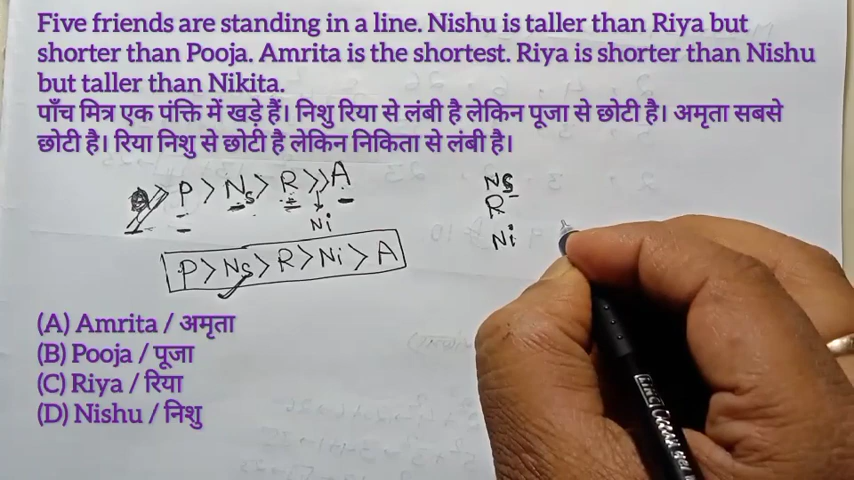 Five friends are standing in a line. Nishu is taller than Riya but
shorter than Pooja. Amrita is the shortest. Riya is shorter than Nishu
but taller than Nikita.
पाँच मित्र एक पंक्ति में खड़े हैं। निशु रिया से लंबी है लेकिन पूजा से छोटी है। अमृता सबसे
छोटी है। रिया निशु से छोटी है लेकिन निकिता से लंबी है।
P > Ns > R >> A
Ni
P > Ns > R > Ni > A
Ns
R
Ni
(A) Amrita / अमृता
(B) Pooja / पूजा
(C) Riya / रिया
(D) Nishu / निशु